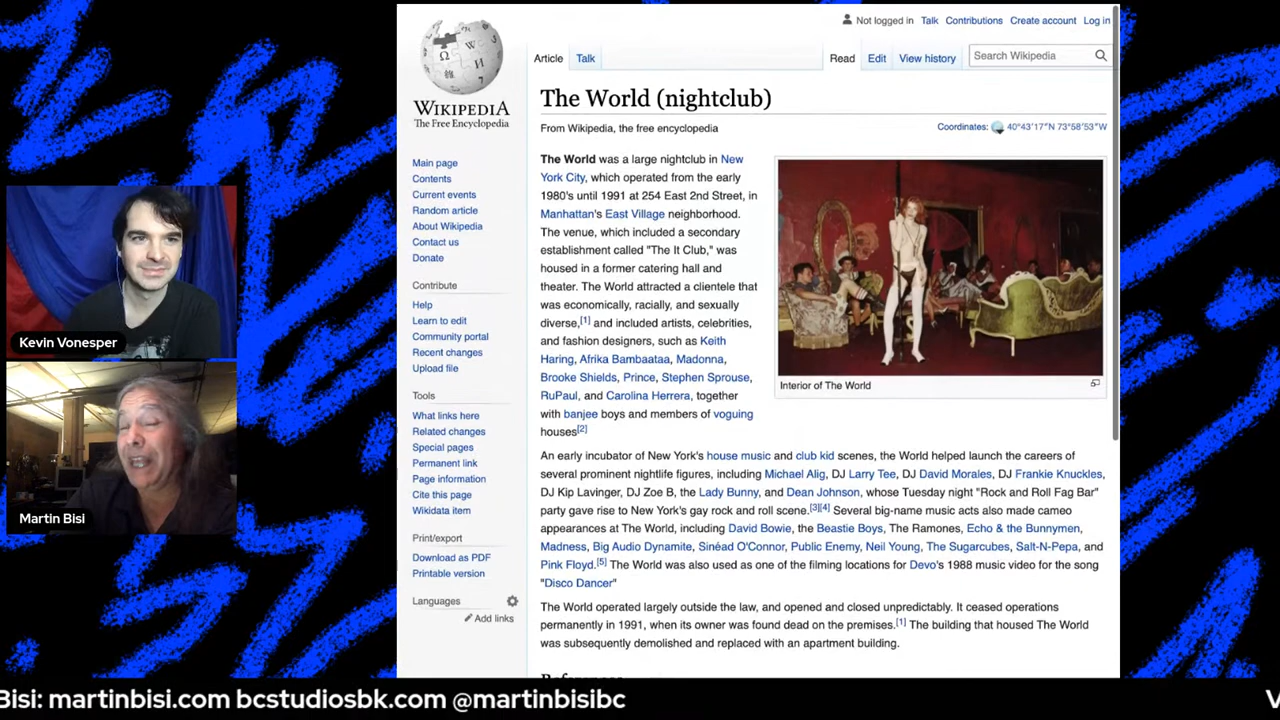 Not logged in Talk Contributions Create account Log in
Article Talk Read Edit View history Search Wikipedia
WIKIPEDIA
The Free Encyclopedia
Main page
Contents
Current events
Random article
About Wikipedia
Contact us
Donate
Contribute
Help
Learn to edit
Community portal
Recent changes
Upload file
Tools
What links here
Related changes
Special pages
Permanent link
Page information
Cite this page
Wikidata item
Print/export
Download as PDF
Printable version
Languages
Add links
The World (nightclub)
From Wikipedia, the free encyclopedia
Coordinates: 40°43′17″N 73°58′53″W
The World was a large nightclub in New
York City, which operated from the early
1980's until 1991 at 254 East 2nd Street, in
Manhattan's East Village neighborhood.
The venue, which included a secondary
establishment called "The It Club," was
housed in a former catering hall and
theater. The World attracted a clientele that
was economically, racially, and sexually
diverse,[1] and included artists, celebrities,
and fashion designers, such as Keith
Haring, Afrika Bambaataa, Madonna,
Brooke Shields, Prince, Stephen Sprouse,
RuPaul, and Carolina Herrera, together
with banjee boys and members of voguing
houses[2]
Interior of The World
An early incubator of New York's house music and club kid scenes, the World helped launch the careers of
several prominent nightlife figures, including Michael Alig, DJ Larry Tee, DJ David Morales, DJ Frankie Knuckles,
DJ Kip Lavinger, DJ Zoe B, the Lady Bunny, and Dean Johnson, whose Tuesday night "Rock and Roll Fag Bar"
party gave rise to New York's gay rock and roll scene.[3][4] Several big-name music acts also made cameo
appearances at The World, including David Bowie, the Beastie Boys, The Ramones, Echo & the Bunnymen,
Madness, Big Audio Dynamite, Sinéad O'Connor, Public Enemy, Neil Young, The Sugarcubes, Salt-N-Pepa, and
Pink Floyd.[5] The World was also used as one of the filming locations for Devo's 1988 music video for the song
"Disco Dancer"
The World operated largely outside the law, and opened and closed unpredictably. It ceased operations
permanently in 1991, when its owner was found dead on the premises.[1] The building that housed The World
was subsequently demolished and replaced with an apartment building.
Kevin Vonesper
Martin Bisi
Bisi: martinbisi.com bcstudiosbk.com @martinbisibc